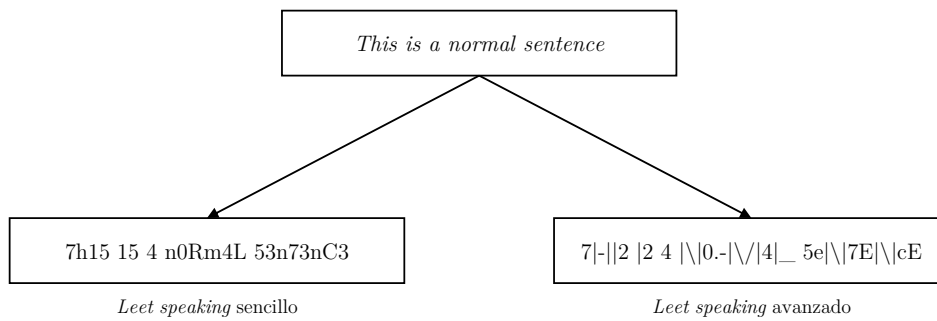 This is a normal sentence
7h15 15 4 n0Rm4L 53n73nC3
7|-||2 |2 4 |\|0.-|\/|4|_ 5e|\|7E|\|cE
Leet speaking sencillo
Leet speaking avanzado